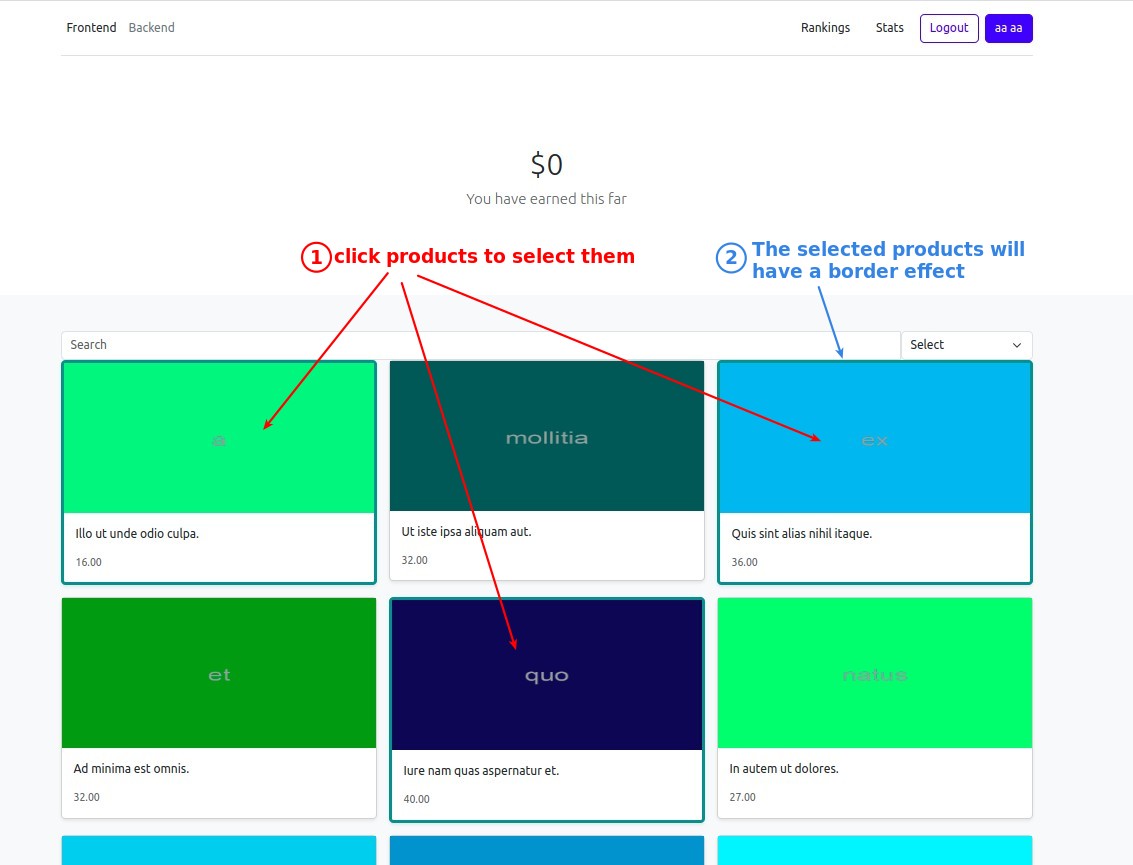 Frontend Backend Rankings Stats Logout aa aa
$0
You have earned this far
1 click products to select them
2 The selected products will
have a border effect
Search Select
a mollitia ex
Illo ut unde odio culpa. Ut iste ipsa aliquam aut. Quis sint alias nihil itaque.
16.00 32.00 36.00
et quo natus
Ad minima est omnis. Iure nam quas aspernatur et. In autem ut dolores.
32.00 40.00 27.00